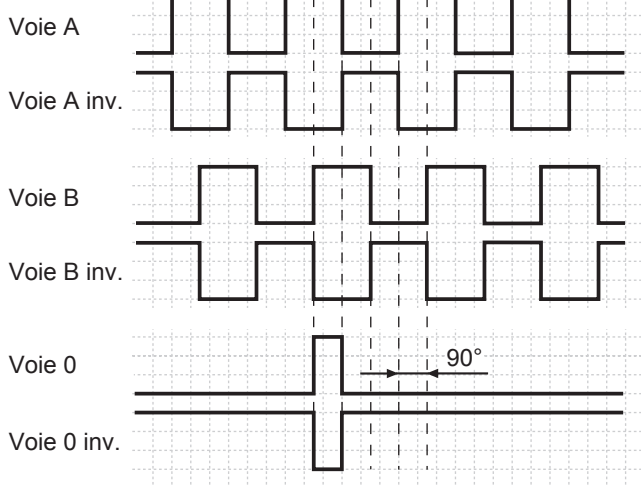 Voie A
Voie A inv.
Voie B
Voie B inv.
Voie 0
90°
Voie 0 inv.